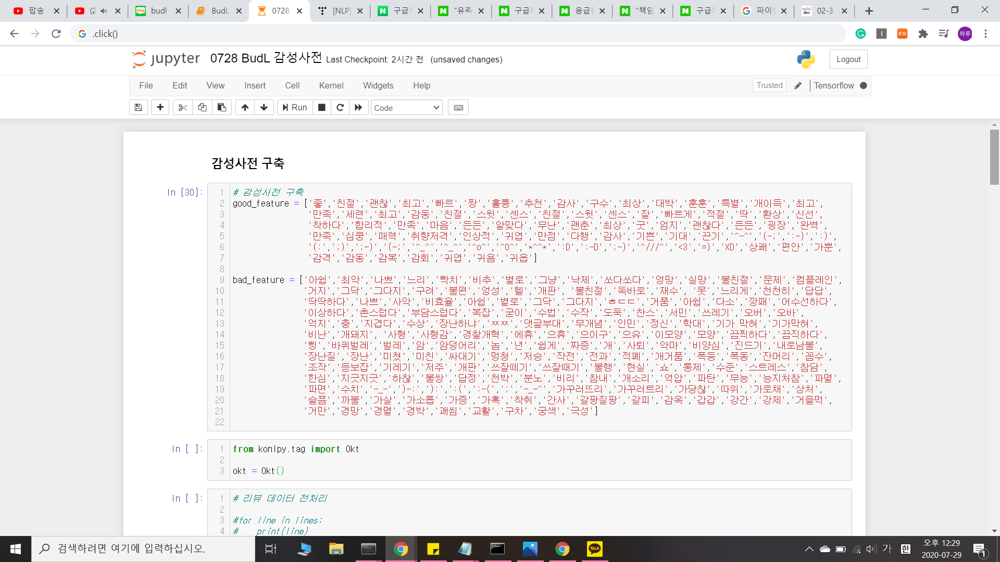 팝송
(2
budl
BudL
0728
[NLP]
구급
"유족
구급
응급
"책임
구급
파이
02-3
.click()
하루
jupyter 0728 BudL 감성사전 Last Checkpoint: 2시간 전 (unsaved changes)
Logout
File Edit View Insert Cell Kernel Widgets Help
Trusted Tensorflow
Run Code
감성사전 구축
In [30]:
1 # 감성사전 구축
2 good_feature = ['좋','친절','괜찮','최고','빠르','짱','훌륭','추천','감사','구수','최상','대박','훈훈','특별','개이득','최고',
3 '만족','세련','최고','감동','친절','스윗','센스','친절','스윗','센스','잘','빠르게','적절','딱','환상','신선',
4 '착하다','합리적','만족','마음','든든','알맞다','무난','괜춘','최상','굿','엄지','괜찮다','든든','굉장','완벽',
5 '만족','심쿵','매력','취향저격','인상적','귀엽','만점','다행','감사','기쁜','기대','끈기','^-^','(-;',':-)',':)',
6 '(:',';)',';-)','(-;','^_^','^_^','^o^','^0^','*^^*',':D',':-D',';-)','^///^','<3','=)','XD','상쾌','편안','가뿐',
7 '감격','감동','감복','감회','귀엽','귀욤','귀욥']
8
9 bad_feature = ['아쉽','최악','나쁘','느리','빡치','비추','별로','그냥','낙제','쏘다쏘다','엉망','실망','불친절','문제','컴플레인',
10 '거지','그닥','그다지','구려','불편','엉성','헬','개판', '불친절','똑바로','재수', '못','느리게','천천히','답답',
11 '딱딱하다','나쁘','사악','비효율','아쉽','별로','그닥','그다지','ㅎㄷㄷ','거품','아쉽','다소','깡패','어수선하다',
12 '이상하다','촌스럽다','부담스럽다','복잡','굳이','수법','수작','도둑','찬스','서민','쓰레기','오버','오바',
13 '억지','충','지겹다','수상','장난하냐','ㅉㅉ','댓글부대','무개념','인민','정신','학대','기가 막혀','기가막혀',
14 '비난','개돼지', '사형','사형감','경찰개혁','에휴','으휴','으이구','으유','이모양','모양','끔찍하다','끔직하다',
15 '삥','바퀴벌레','벌레','암','암덩어리','놈','년','쉽게','짜증','개','사퇴','악마','비양심','진드기','내로남불',
16 '장난질','장난','미쳤','미친','싸대기','멍청','저승','작전','전과','적폐','개거품','폭등','폭동','잔머리','꼼수',
17 '조작','듣보잡','기레기','저주','개판','쓰잘떼기','쓰잘때기','불행','현실','쇼','통제','수준','스트레스','참담',
18 '한심','지긋지긋','하찮','불쌍','답정','천박','분노','비리','참내','개소리','억압','파탄','무능','능지처참','파멸',
19 '파면','수치','-_-',')-:','):',':(',':-(',';','-_-^','가꾸러뜨리','가꾸러트리','가당찮','따위','가로채','상처',
20 '슬픔','까불','가살','가소롭','가증','가혹','착취','간사','갈팡질팡','갈피','감옥','갑갑','강간','강제','거들먹',
21 '거만','경망','경멸','경박','괘씸','교활','구차','궁색','극성']
22
In [ ]:
1 from konlpy.tag import Okt
2
3 okt = Okt()
In [ ]:
1 # 리뷰 데이터 전처리
2
3 #for line in lines:
4 # print(line)
검색하려면 여기에 입력하십시오.
TALK
가 한
오후 12:29
2020-07-29
1